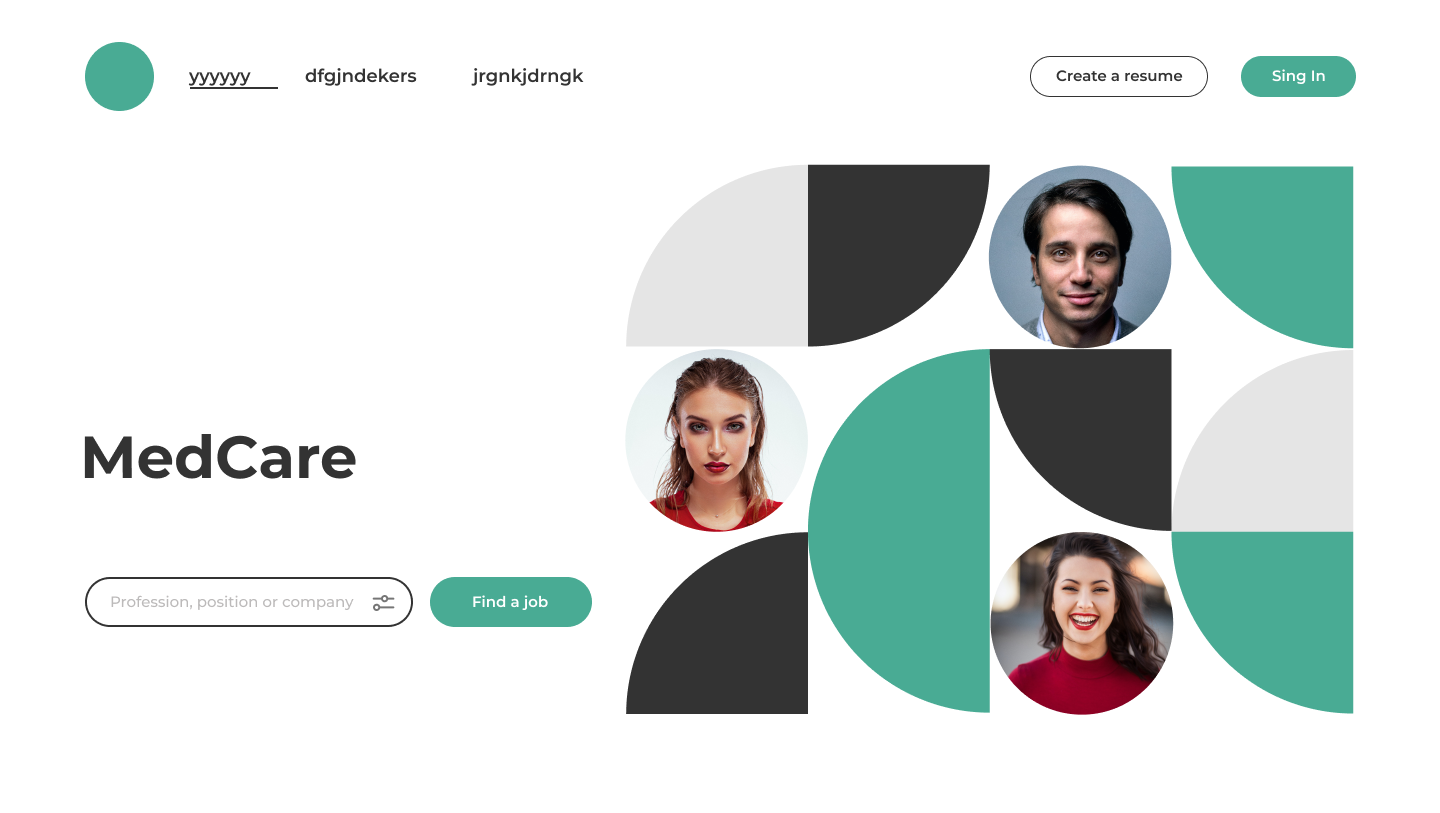 yyyyyy
dfgjndekers
jrgnkjdrngk
Create a resume
Sing In
MedCare
Profession, position or company
Find a job